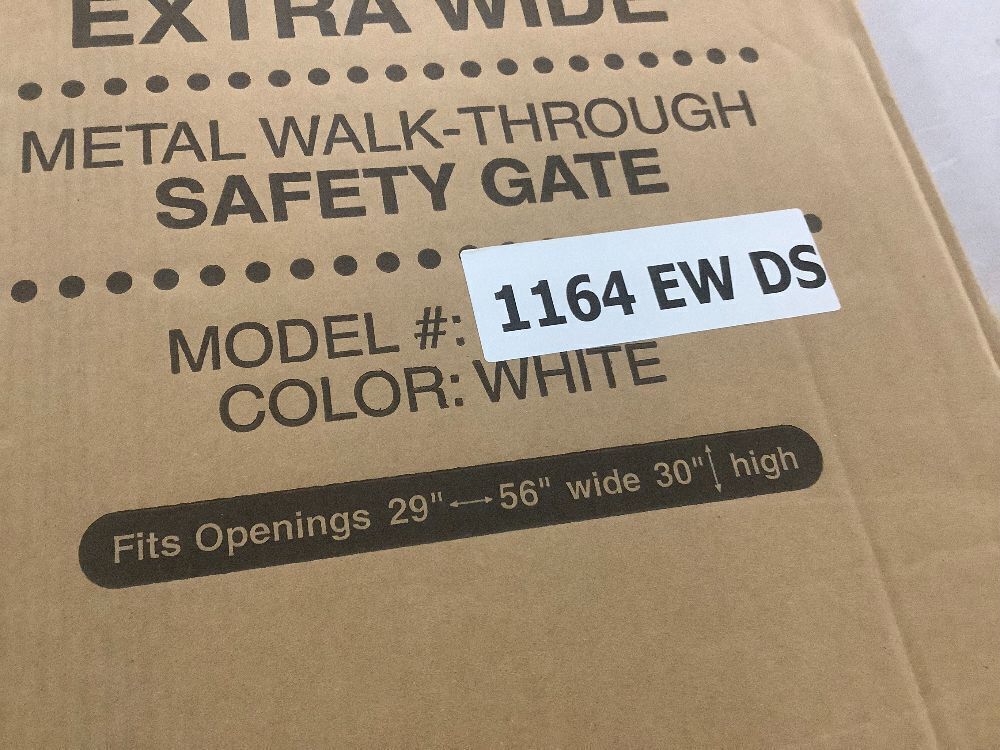 EXTRA WIDE
METAL WALK-THROUGH
SAFETY GATE
MODEL #: 1164 EW DS
COLOR: WHITE
Fits Openings 29"⟷56" wide 30"↕ high